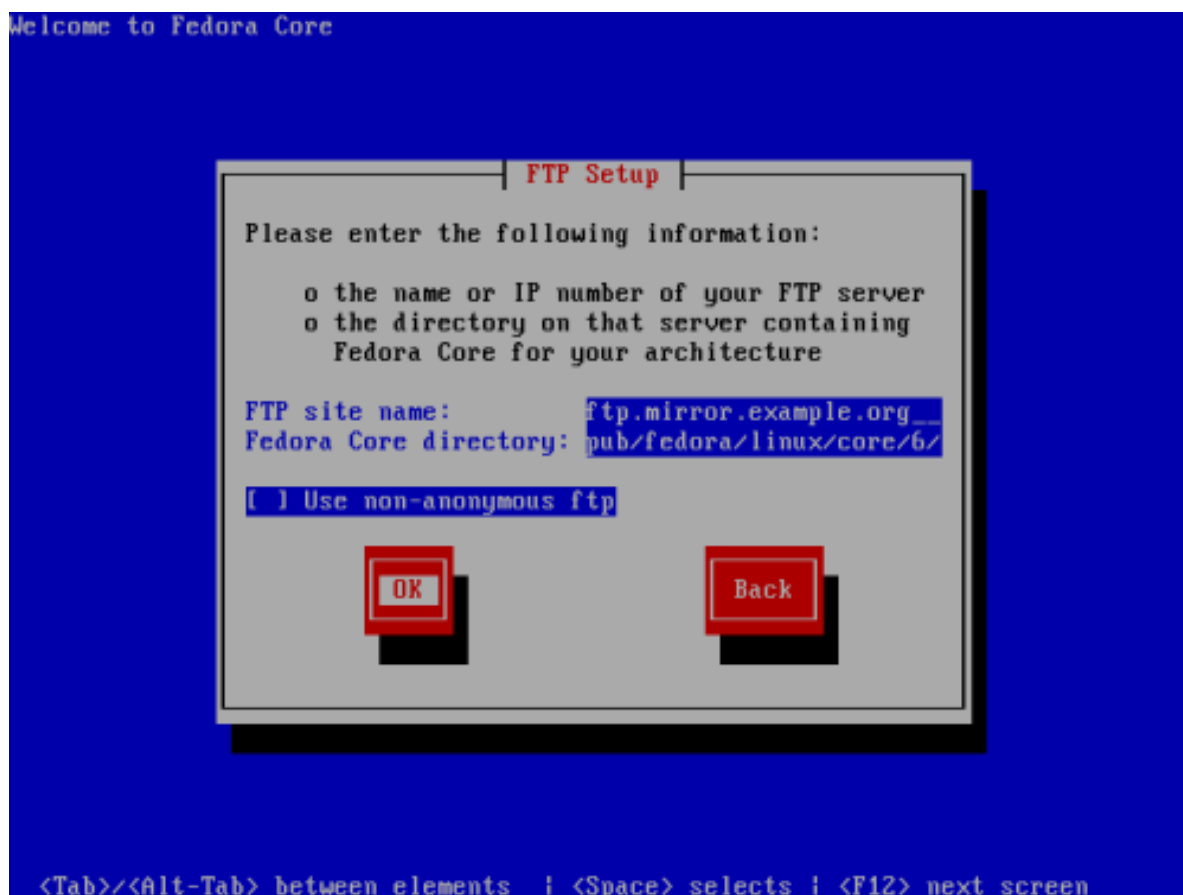 Welcome to Fedora Core
FTP Setup
Please enter the following information:
o the name or IP number of your FTP server
o the directory on that server containing
Fedora Core for your architecture
FTP site name: ftp.mirror.example.org__
Fedora Core directory: pub/fedora/linux/core/6/
[ ] Use non-anonymous ftp
OK Back
<Tab>/<Alt-Tab> between elements | <Space> selects | <F12> next screen